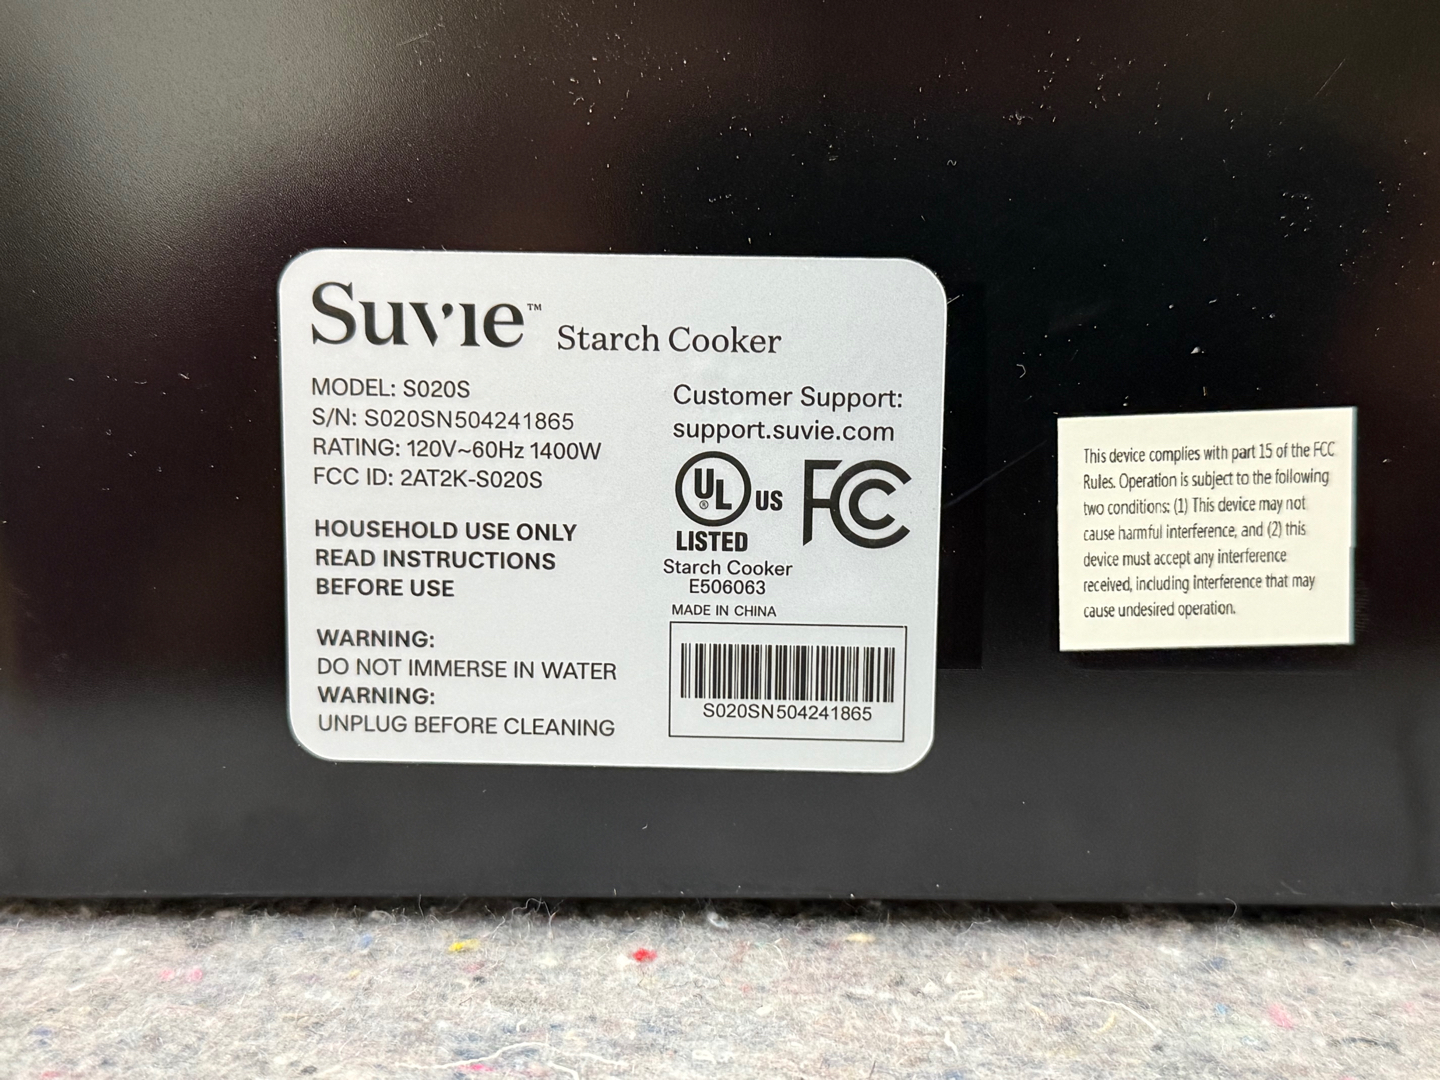 Suvie™ Starch Cooker
MODEL: S020S
S/N: S020SN504241865
RATING: 120V~60Hz 1400W
FCC ID: 2AT2K-S020S
HOUSEHOLD USE ONLY
READ INSTRUCTIONS
BEFORE USE
WARNING:
DO NOT IMMERSE IN WATER
WARNING:
UNPLUG BEFORE CLEANING
Customer Support:
support.suvie.com
UL® US
LISTED
FC
Starch Cooker
E506063
MADE IN CHINA
S020SN504241865
This device complies with part 15 of the FCC
Rules. Operation is subject to the following
two conditions: (1) This device may not
cause harmful interference, and (2) this
device must accept any interference
received, including interference that may
cause undesired operation.